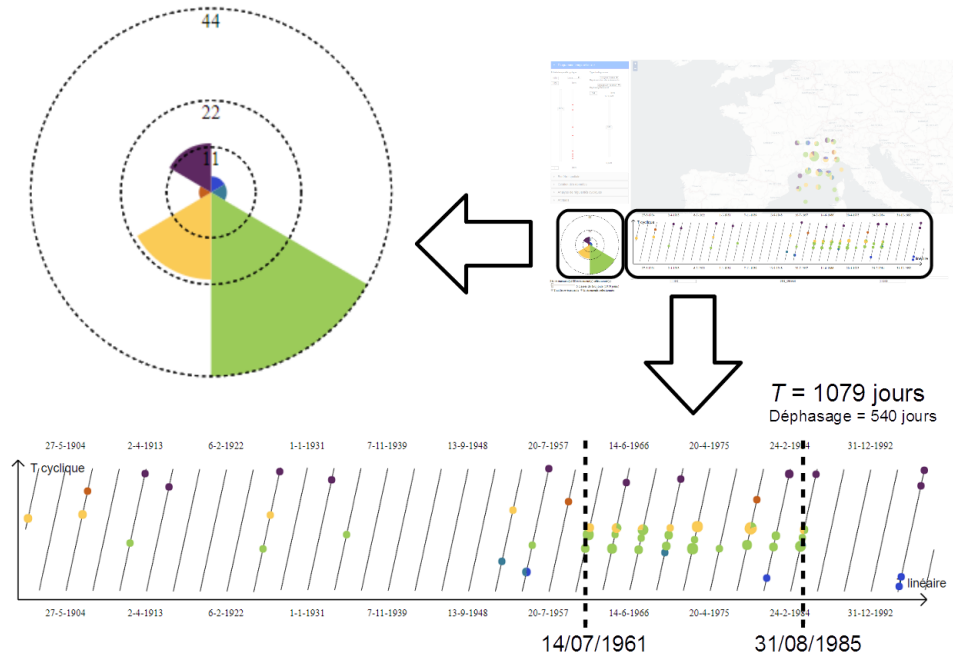 44
22
11
T = 1079 jours
Déphasage = 540 jours
27-5-1904 2-4-1913 6-2-1922 1-1-1931 7-11-1939 13-9-1948 20-7-1957 14-6-1966 20-4-1975 24-2-1984 31-12-1992
T cyclique
linéaire
27-5-1904 2-4-1913 6-2-1922 1-1-1931 7-11-1939 13-9-1948 20-7-1957 14-6-1966 20-4-1975 24-2-1984 31-12-1992
14/07/1961 31/08/1985